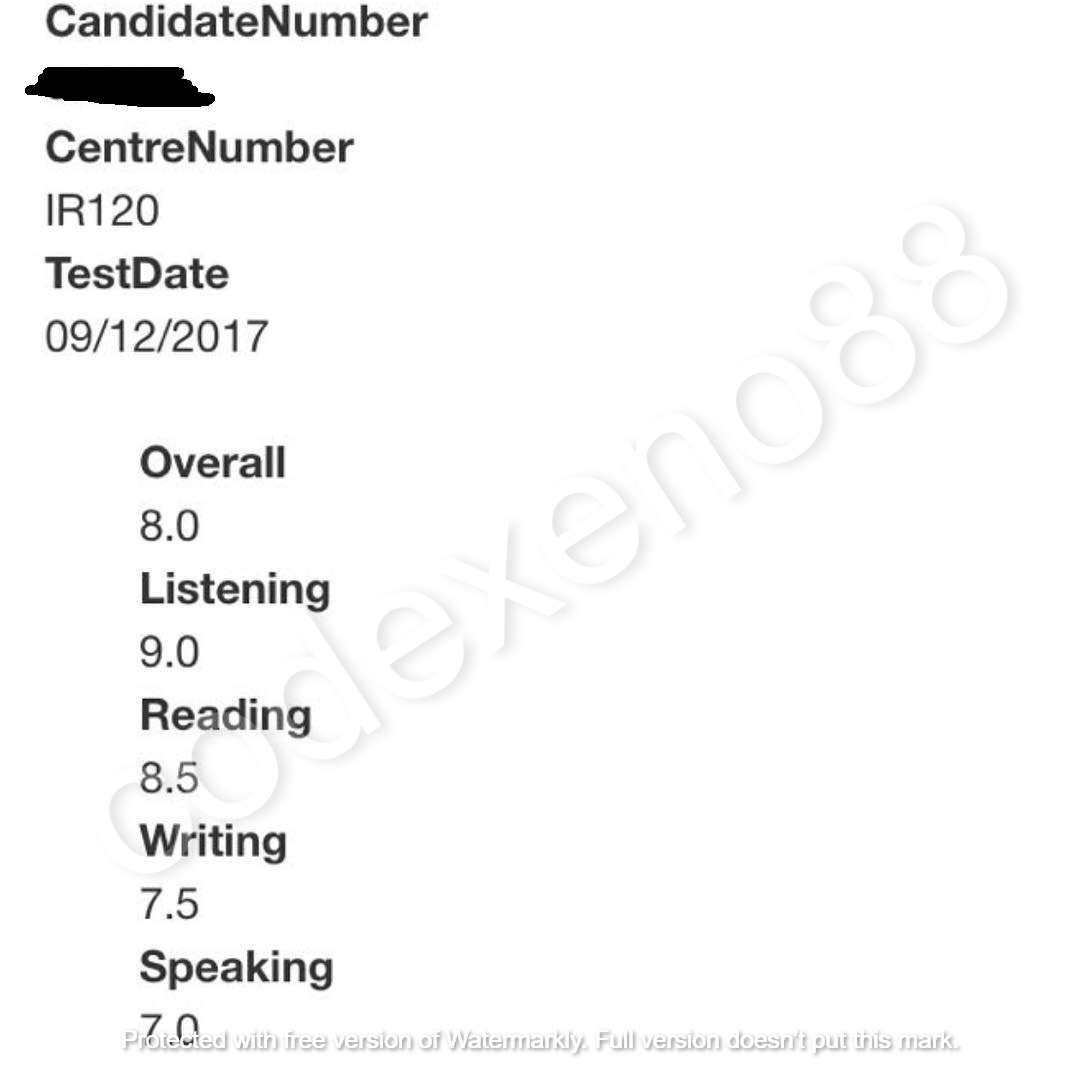 CandidateNumber
CentreNumber
IR120
TestDate
09/12/2017
Overall
8.0
Listening
9.0
Reading
8.5
Writing
7.5
Speaking
7.0
codexeno88
Protected with free version of Watermarkly. Full version doesn't put this mark.